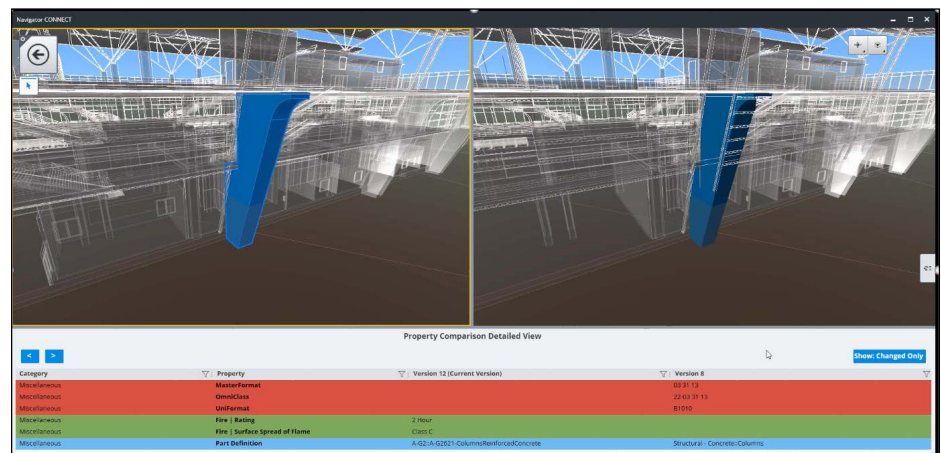 Navigator CONNECT
Property Comparison Detailed View
< >
Show: Changed Only
Category Property Version 12 (Current Version) Version 8
Miscellaneous MasterFormat 03 31 13
Miscellaneous OmniClass 22-03 31 13
Miscellaneous UniFormat B1010
Miscellaneous Fire | Rating 2 Hour
Miscellaneous Fire | Surface Spread of Flame Class C
Miscellaneous Part Definition A-G2::A-G2621-ColumnsReinforcedConcrete Structural - Concrete::Columns